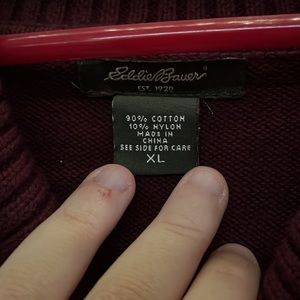 Eddie Bauer
EST. 1920
90% COTTON
10% NYLON
MADE IN
CHINA
SEE SIDE FOR CARE
XL